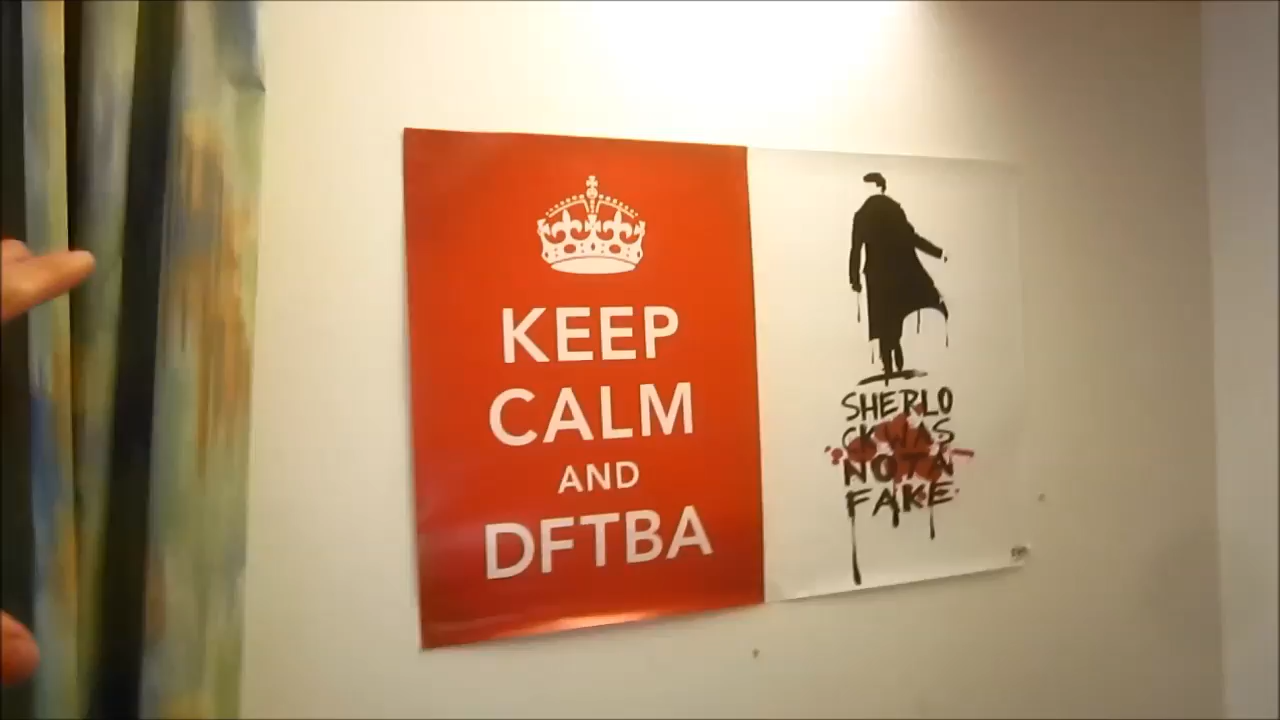 KEEP
CALM
AND
DFTBA
SHERLO
CK WAS
NOT A
FAKE